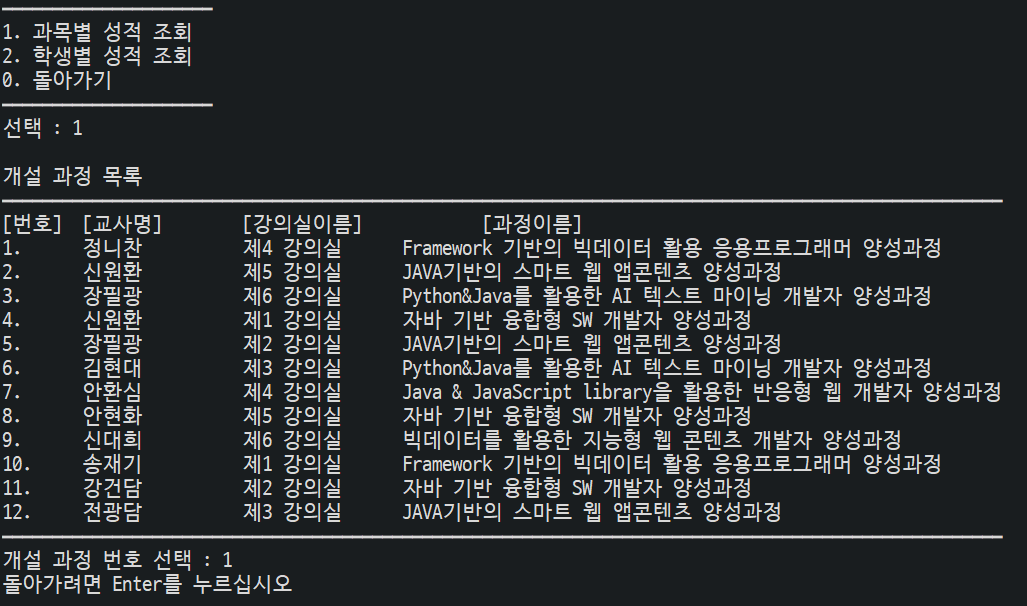 1. 과목별 성적 조회
2. 학생별 성적 조회
0. 돌아가기
선택 : 1
개설 과정 목록
[번호] [교사명] [강의실이름] [과정이름]
1. 정니찬 제4 강의실 Framework 기반의 빅데이터 활용 응용프로그래머 양성과정
2. 신원환 제5 강의실 JAVA기반의 스마트 웹 앱콘텐츠 양성과정
3. 장필광 제6 강의실 Python&Java를 활용한 AI 텍스트 마이닝 개발자 양성과정
4. 신원환 제1 강의실 자바 기반 융합형 SW 개발자 양성과정
5. 장필광 제2 강의실 JAVA기반의 스마트 웹 앱콘텐츠 양성과정
6. 김현대 제3 강의실 Python&Java를 활용한 AI 텍스트 마이닝 개발자 양성과정
7. 안환심 제4 강의실 Java & JavaScript library을 활용한 반응형 웹 개발자 양성과정
8. 안현화 제5 강의실 자바 기반 융합형 SW 개발자 양성과정
9. 신대희 제6 강의실 빅데이터를 활용한 지능형 웹 콘텐츠 개발자 양성과정
10. 송재기 제1 강의실 Framework 기반의 빅데이터 활용 응용프로그래머 양성과정
11. 강건담 제2 강의실 자바 기반 융합형 SW 개발자 양성과정
12. 전광담 제3 강의실 JAVA기반의 스마트 웹 앱콘텐츠 양성과정
개설 과정 번호 선택 : 1
돌아가려면 Enter를 누르십시오